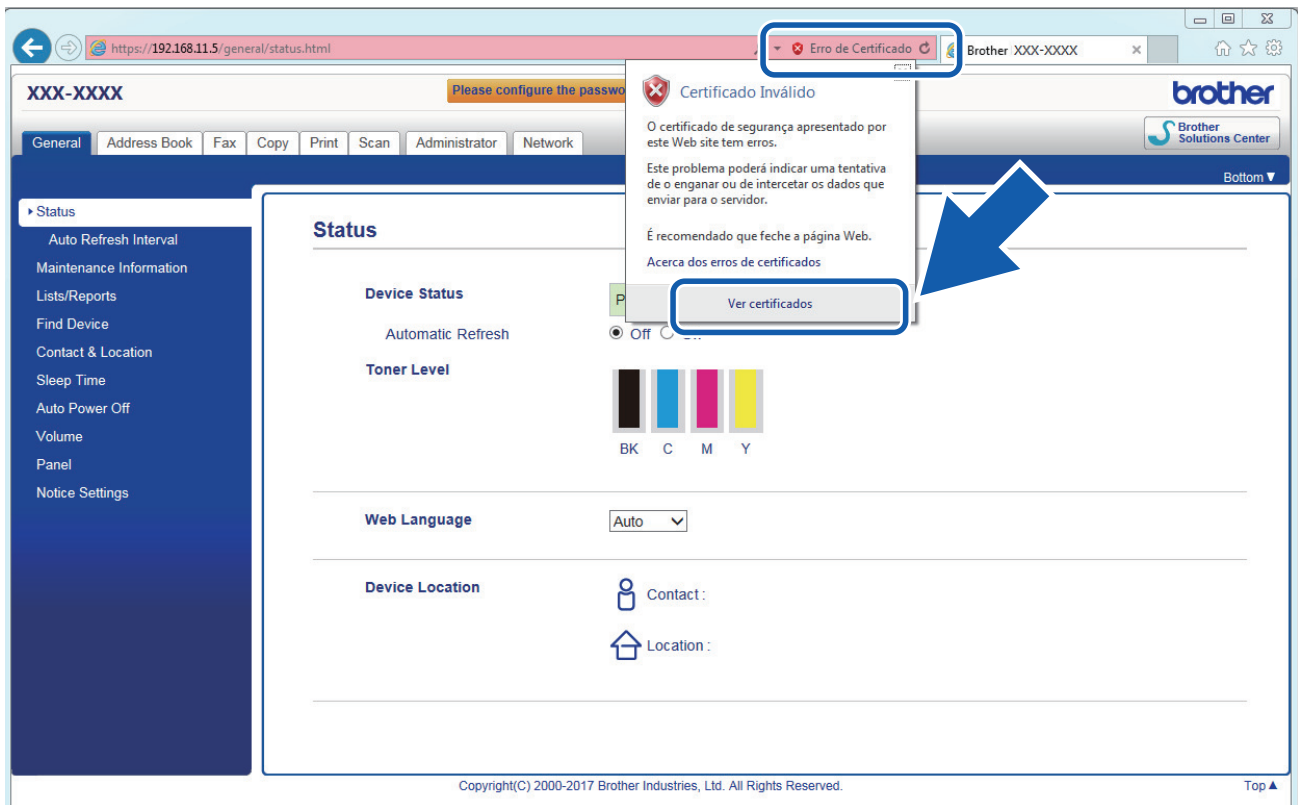 https://192.168.11.5/general/status.html
Erro de Certificado
Brother XXX-XXXX
XXX-XXXX
Please configure the
brother
General Address Book Fax Copy Print Scan Administrator Network
Brother
Solutions Center
Bottom▼
Certificado Inválido
O certificado de segurança apresentado por
este Web site tem erros.
Este problema poderá indicar uma tentativa
de o enganar ou de intercetar os dados que
enviar para o servidor.
É recomendado que feche a página Web.
Acerca dos erros de certificados
Ver certificados
Status
Auto Refresh Interval
Maintenance Information
Lists/Reports
Find Device
Contact & Location
Sleep Time
Auto Power Off
Volume
Panel
Notice Settings
Status
Device Status
Automatic Refresh Off
Toner Level
BK C M Y
Web Language Auto
Device Location
Contact :
Location :
Copyright(C) 2000-2017 Brother Industries, Ltd. All Rights Reserved.
Top▲